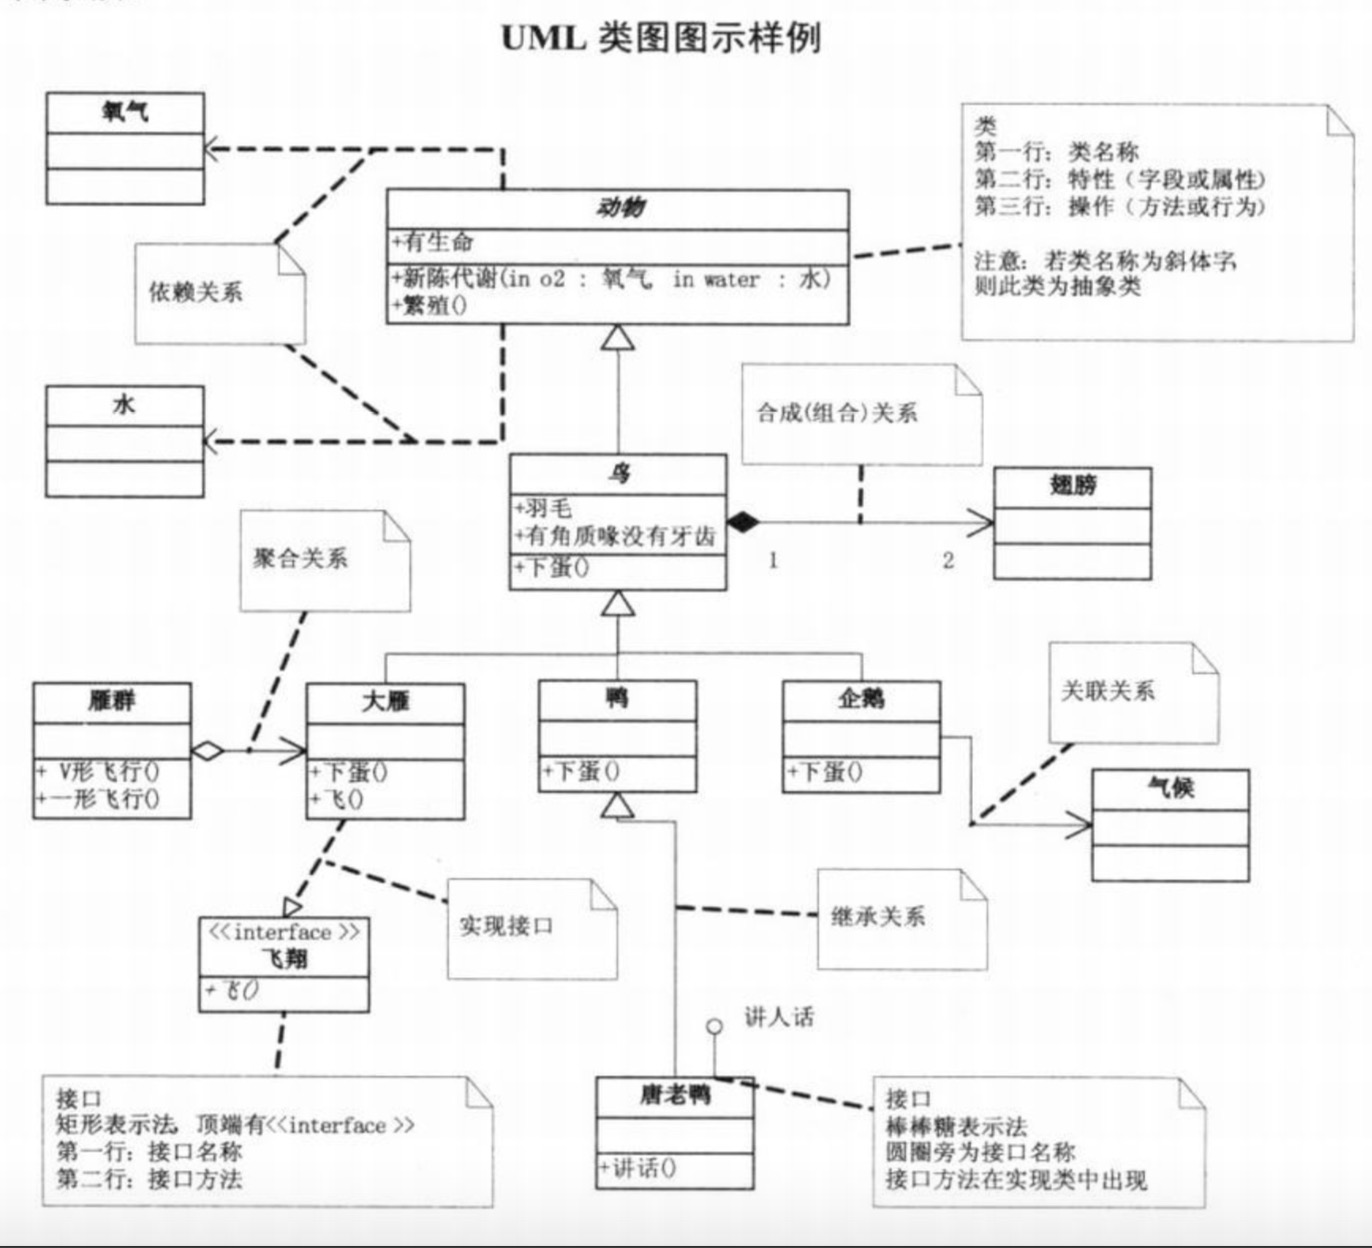 UML 类图图示样例
氧气
类
第一行：类名称
第二行：特性（字段或属性）
第三行：操作（方法或行为）
注意：若类名称为斜体字，
则此类为抽象类
动物
+有生命
+新陈代谢(in o2 : 氧气, in water : 水)
+繁殖()
依赖关系
水
合成(组合)关系
鸟
+羽毛
+有角质喙没有牙齿
+下蛋()
1
2
翅膀
聚合关系
雁群
+ V形飞行()
+一形飞行()
大雁
+下蛋()
+飞()
鸭
+下蛋()
企鹅
+下蛋()
关联关系
气候
<<interface >>
飞翔
+飞()
实现接口
继承关系
讲人话
唐老鸭
+讲话()
接口
矩形表示法，顶端有<<interface >>
第一行：接口名称
第二行：接口方法
接口
棒棒糖表示法
圆圈旁为接口名称
接口方法在实现类中出现